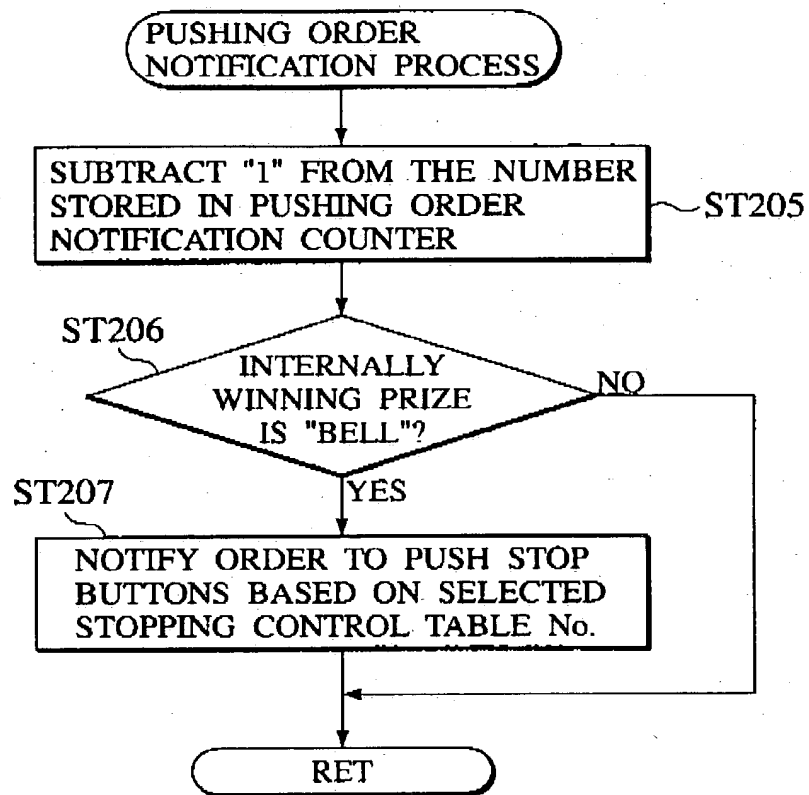 PUSHING ORDER
NOTIFICATION PROCESS
SUBTRACT "1" FROM THE NUMBER
STORED IN PUSHING ORDER
NOTIFICATION COUNTER
ST205
ST206
INTERNALLY
WINNING PRIZE
IS "BELL"?
NO
YES
ST207
NOTIFY ORDER TO PUSH STOP
BUTTONS BASED ON SELECTED
STOPPING CONTROL TABLE No.
RET